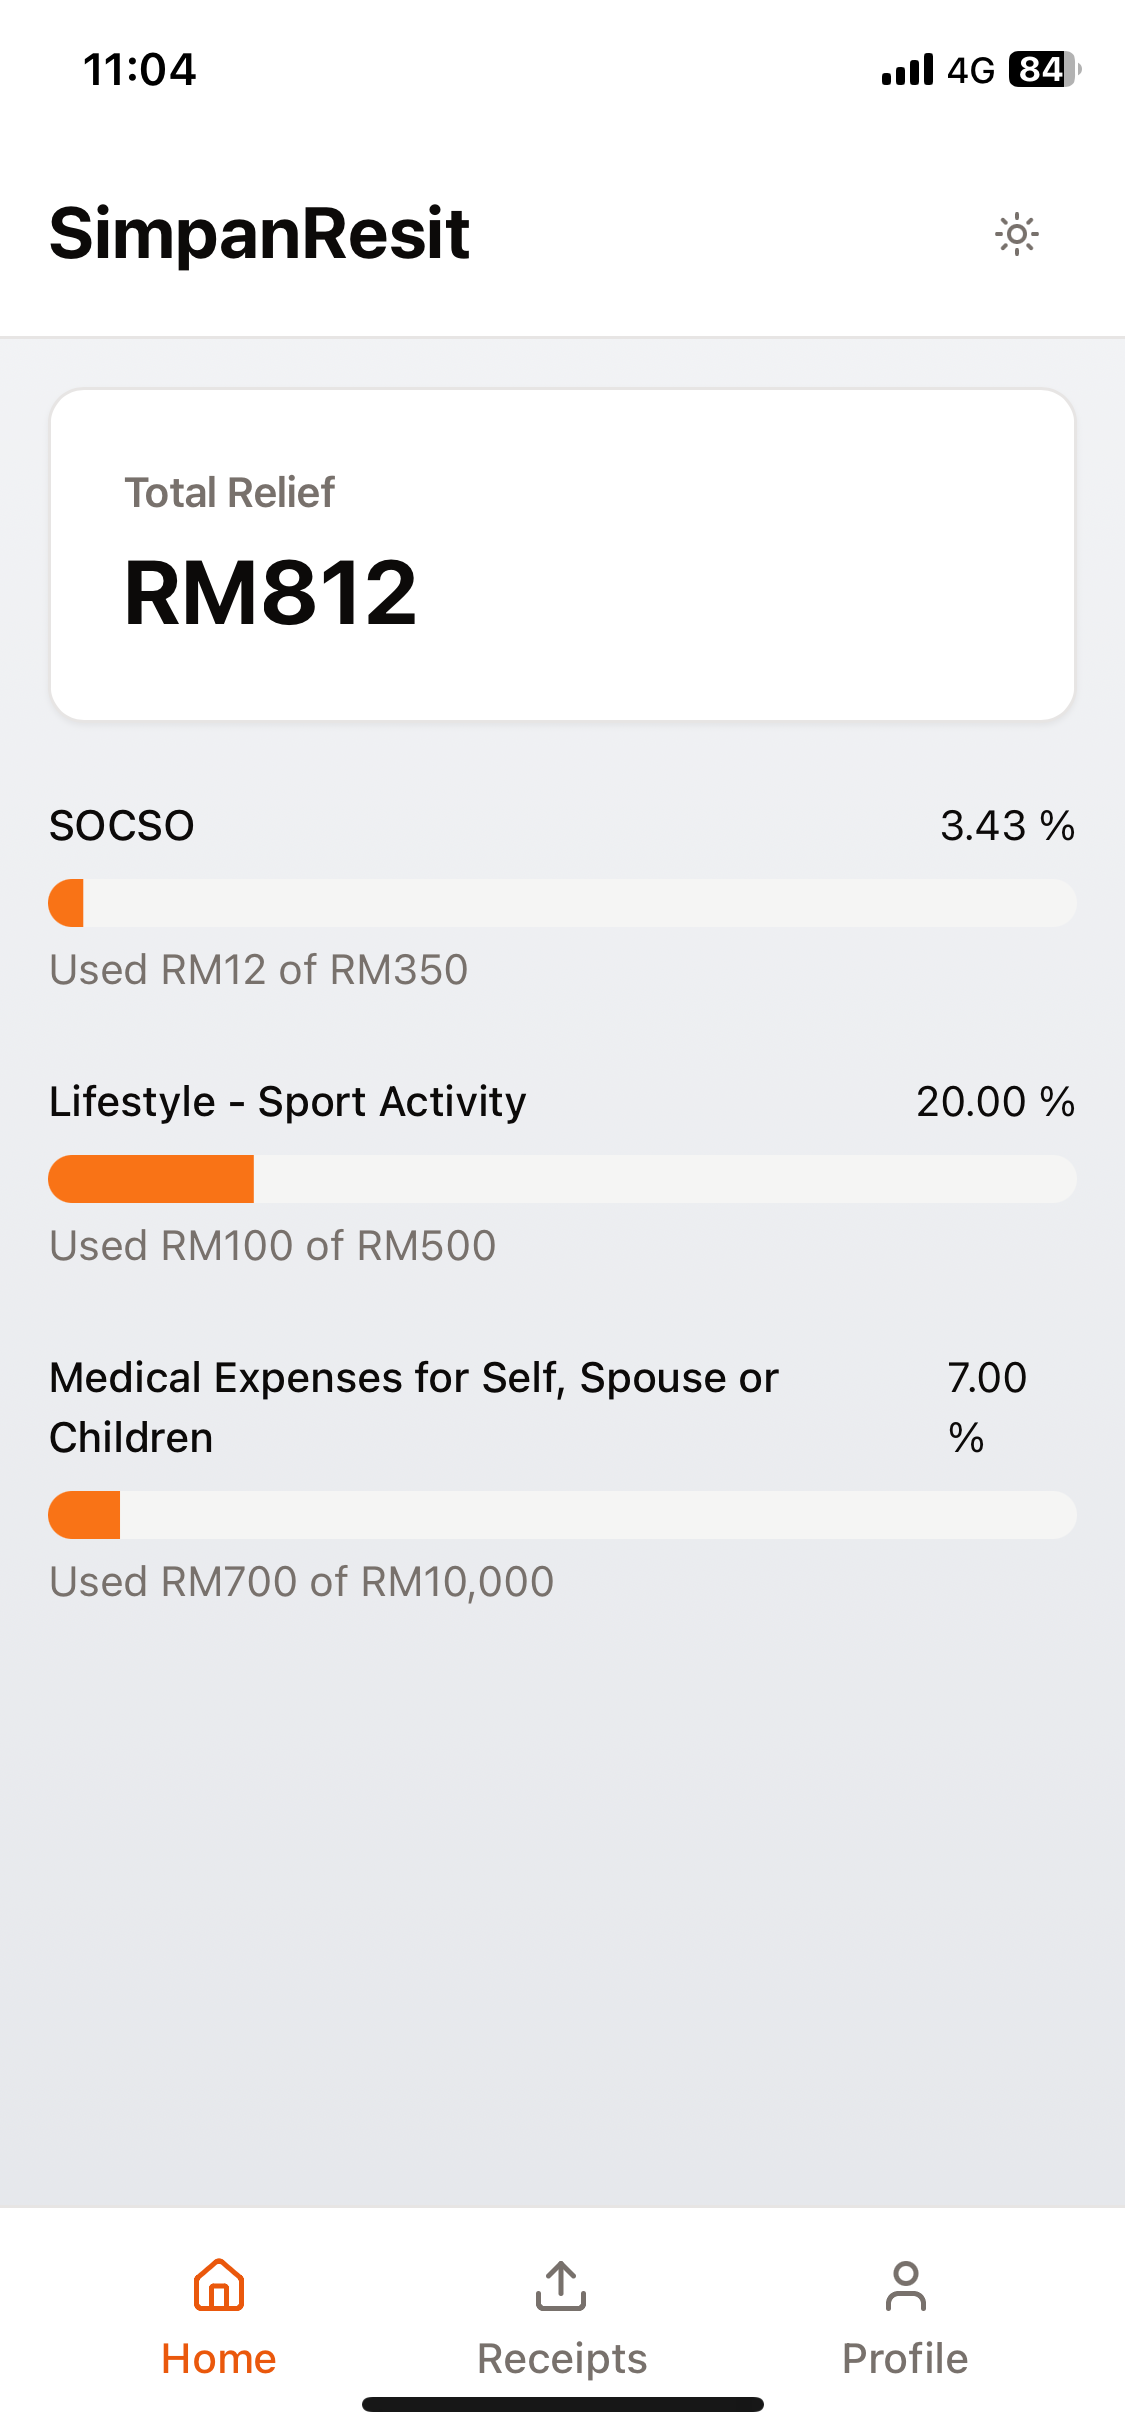 11:04
4G 84
SimpanResit
Total Relief
RM812
SOCSO 3.43 %
Used RM12 of RM350
Lifestyle - Sport Activity 20.00 %
Used RM100 of RM500
Medical Expenses for Self, Spouse or 7.00
Children %
Used RM700 of RM10,000
Home Receipts Profile